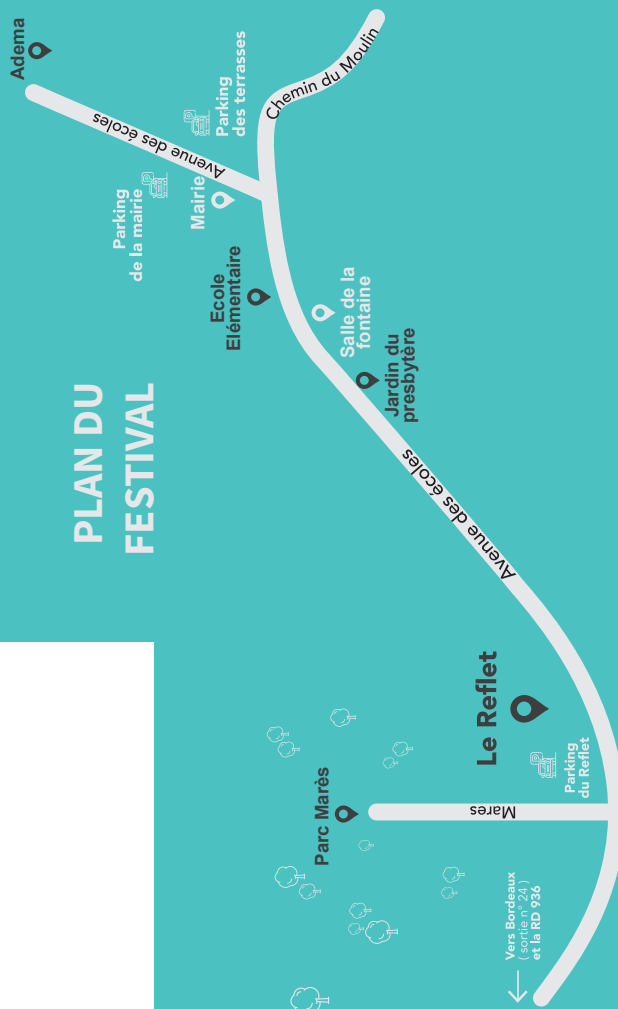 PLAN DU
FESTIVAL
Vers Bordeaux
( sortie n° 24 )
et la RD 936
Parc Marès
Mares
Le Reflet
Parking
du Reflet
Avenue des écoles
Jardin du
presbytère
Salle de la
fontaine
Ecole
Elémentaire
Mairie
Parking
de la mairie
P
Avenue des écoles
Parking
des terrasses
P
Chemin du Moulin
Adema
P